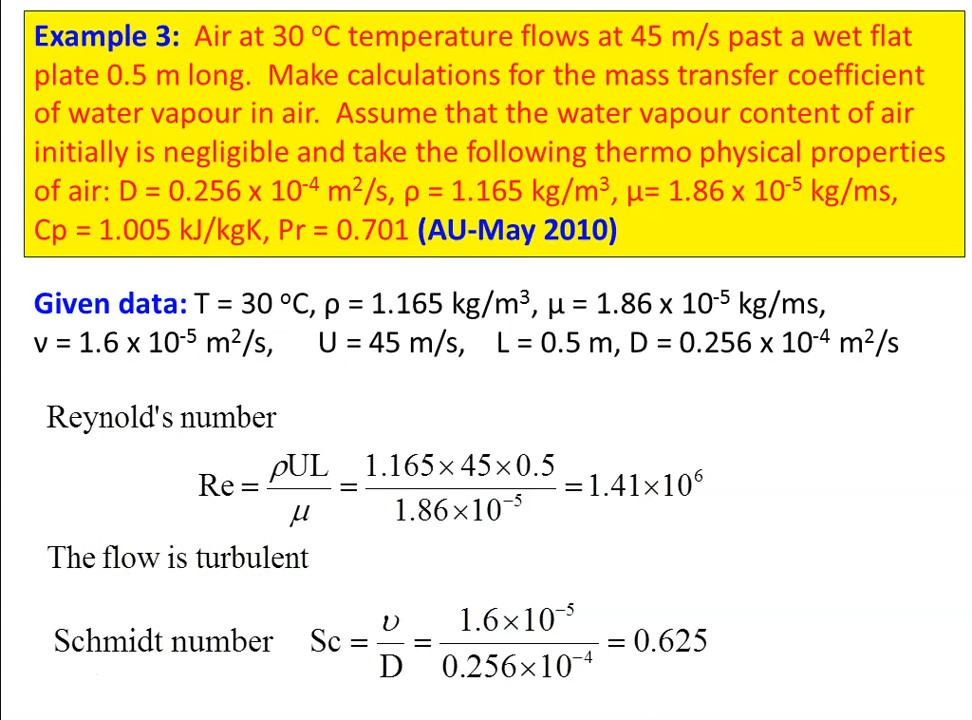 Example 3: Air at 30 ⁰C temperature flows at 45 m/s past a wet flat
plate 0.5 m long. Make calculations for the mass transfer coefficient
of water vapour in air. Assume that the water vapour content of air
initially is negligible and take the following thermo physical properties
of air: D = 0.256 x 10⁻⁴ m²/s, ρ = 1.165 kg/m³, μ= 1.86 x 10⁻⁵ kg/ms,
Cp = 1.005 kJ/kgK, Pr = 0.701 (AU-May 2010)
Given data: T = 30 ⁰C, ρ = 1.165 kg/m³, μ = 1.86 x 10⁻⁵ kg/ms,
ν = 1.6 x 10⁻⁵ m²/s, U = 45 m/s, L = 0.5 m, D = 0.256 x 10⁻⁴ m²/s
Reynold's number
Re = ρUL / μ = 1.165×45×0.5 / 1.86×10⁻⁵ = 1.41×10⁶
The flow is turbulent
Schmidt number Sc = υ / D = 1.6×10⁻⁵ / 0.256×10⁻⁴ = 0.625